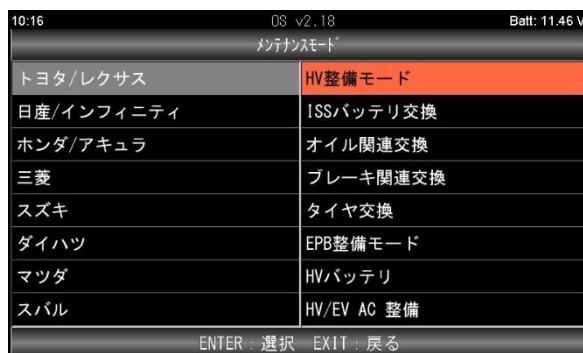 10:16 OS v2.18 Batt: 11.46 V
ﾒﾝﾃﾅﾝｽﾓｰﾄﾞ
トヨタ/レクサス HV整備モード
日産/インフィニティ ISSバッテリ交換
ホンダ/アキュラ オイル関連交換
三菱 ブレーキ関連交換
スズキ タイヤ交換
ダイハツ EPB整備モード
マツダ HVバッテリ
スバル HV/EV AC 整備
ENTER : 選択 EXIT : 戻る